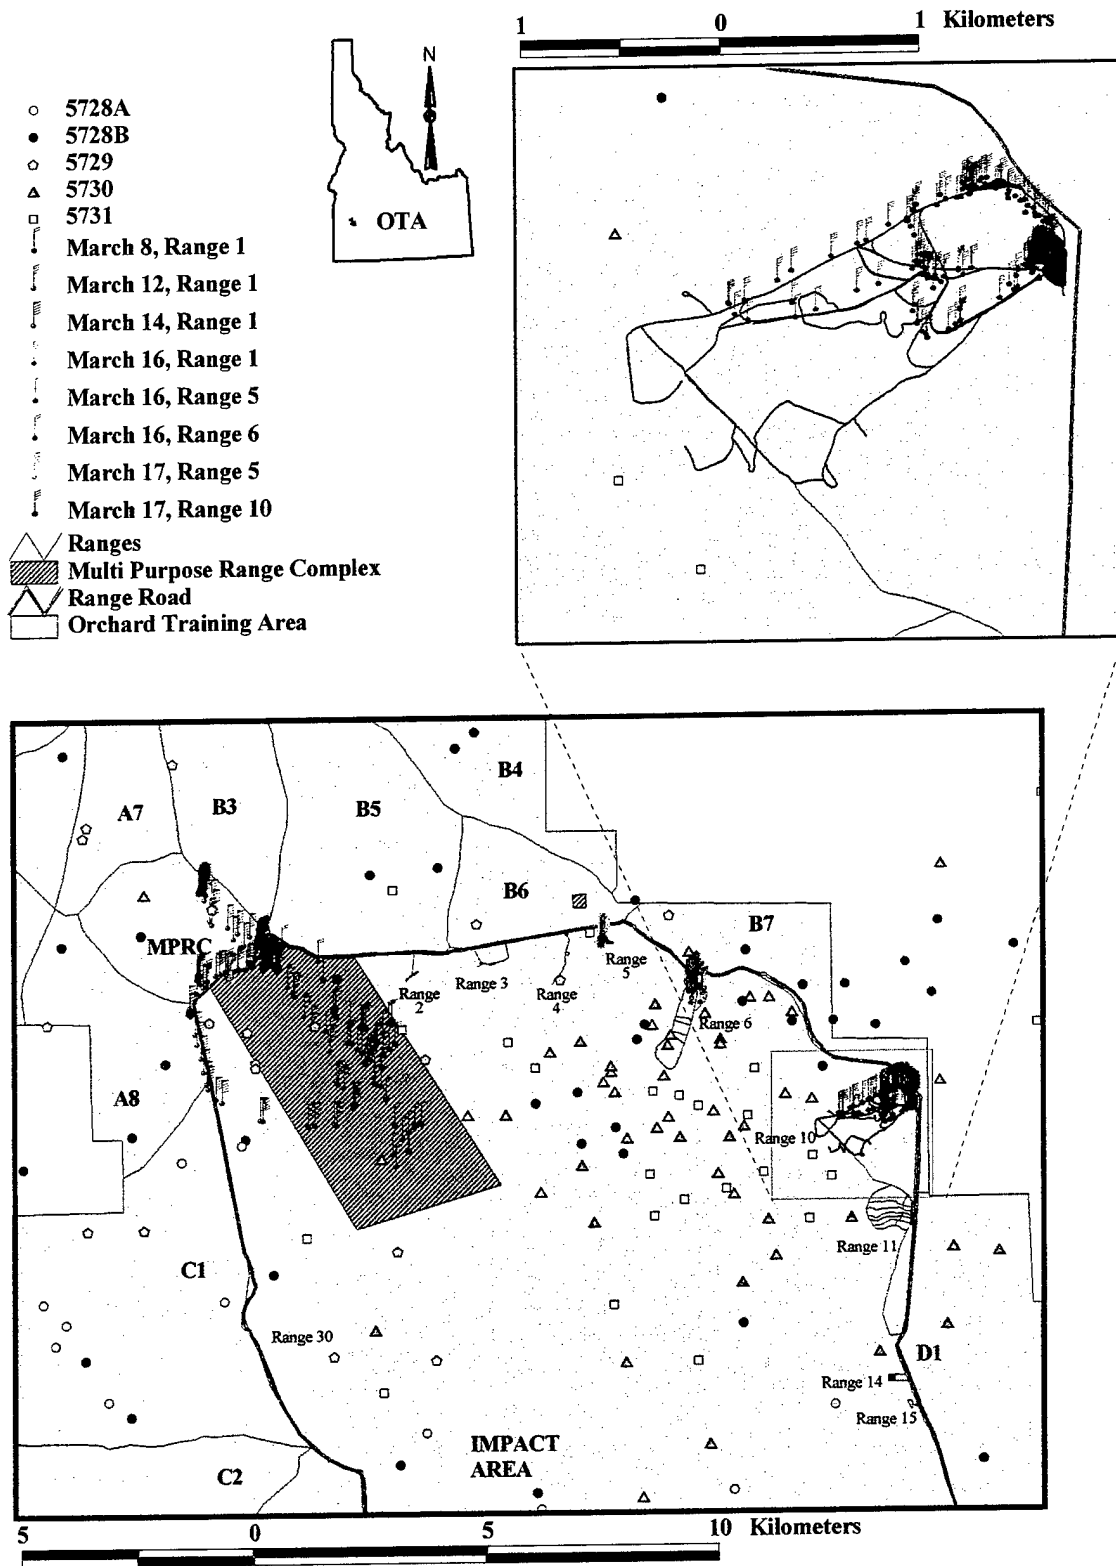 1 0 1 Kilometers
N
OTA
5728A
5728B
5729
5730
5731
March 8, Range 1
March 12, Range 1
March 14, Range 1
March 16, Range 1
March 16, Range 5
March 16, Range 6
March 17, Range 5
March 17, Range 10
Ranges
Multi Purpose Range Complex
Range Road
Orchard Training Area
B4
A7
B3
B5
B6
B7
MPRC
Range 2
Range 3
Range 4
Range 5
Range 6
A8
Range 10
Range 11
C1
Range 30
D1
Range 14
Range 15
IMPACT
AREA
C2
5 0 5 10 Kilometers